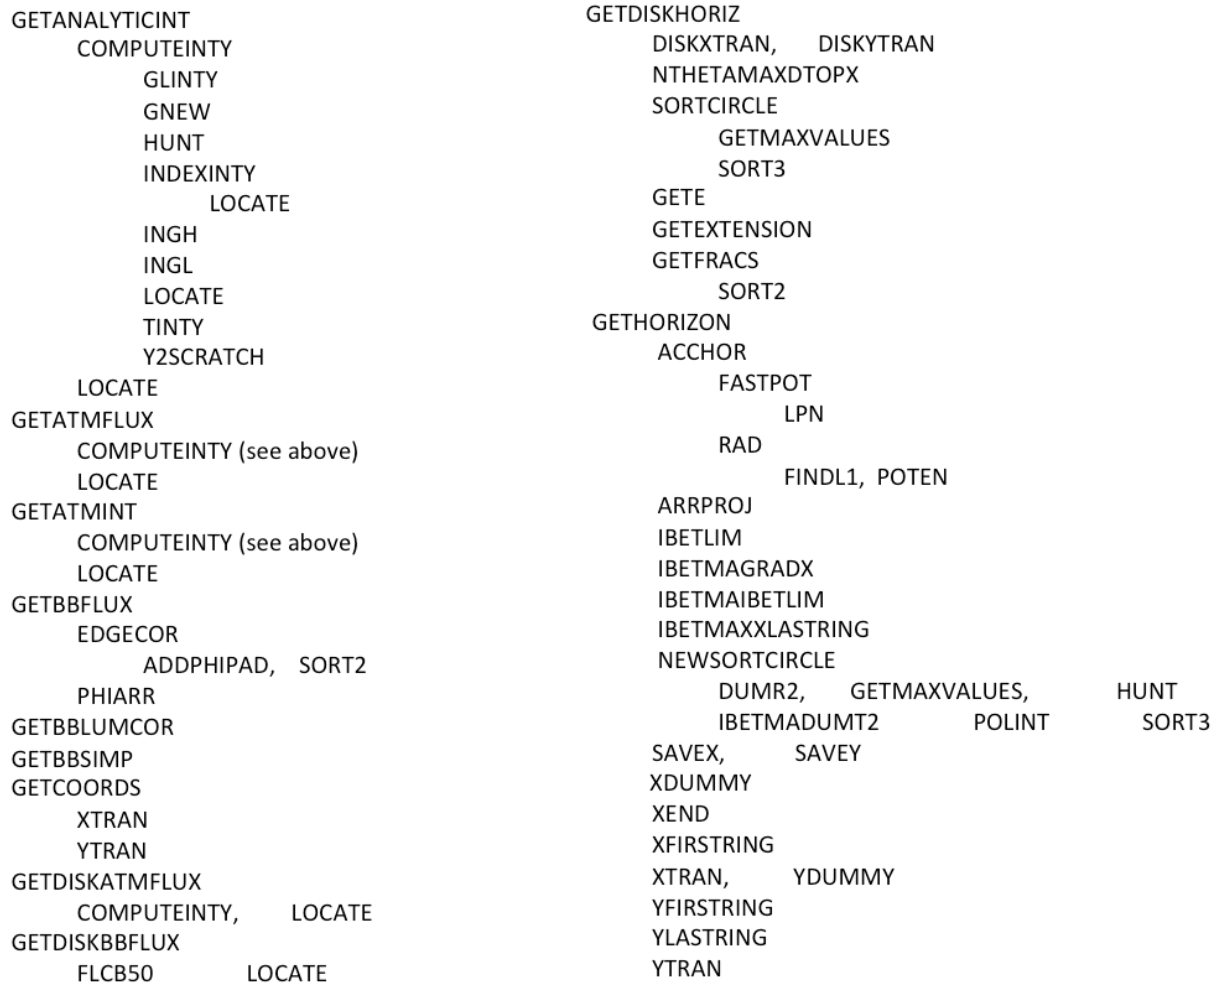 GETANALYTICINT
COMPUTEINTY
GLINTY
GNEW
HUNT
INDEXINTY
LOCATE
INGH
INGL
LOCATE
TINTY
Y2SCRATCH
LOCATE
GETATMFLUX
COMPUTEINTY (see above)
LOCATE
GETATMINT
COMPUTEINTY (see above)
LOCATE
GETBBFLUX
EDGECOR
ADDPHIPAD, SORT2
PHIARR
GETBBLUMCOR
GETBBSIMP
GETCOORDS
XTRAN
YTRAN
GETDISKATMFLUX
COMPUTEINTY, LOCATE
GETDISKBBFLUX
FLCB50 LOCATE
GETDISKHORIZ
DISKXTRAN, DISKYTRAN
NTHETAMAXDTOPX
SORTCIRCLE
GETMAXVALUES
SORT3
GETE
GETEXTENSION
GETFRACS
SORT2
GETHORIZON
ACCHOR
FASTPOT
LPN
RAD
FINDL1, POTEN
ARRPROJ
IBETLIM
IBETMAGRADX
IBETMAIBETLIM
IBETMAXXLASTRING
NEWSORTCIRCLE
DUMR2, GETMAXVALUES, HUNT
IBETMADUMT2 POLINT SORT3
SAVEX, SAVEY
XDUMMY
XEND
XFIRSTRING
XTRAN, YDUMMY
YFIRSTRING
YLASTRING
YTRAN